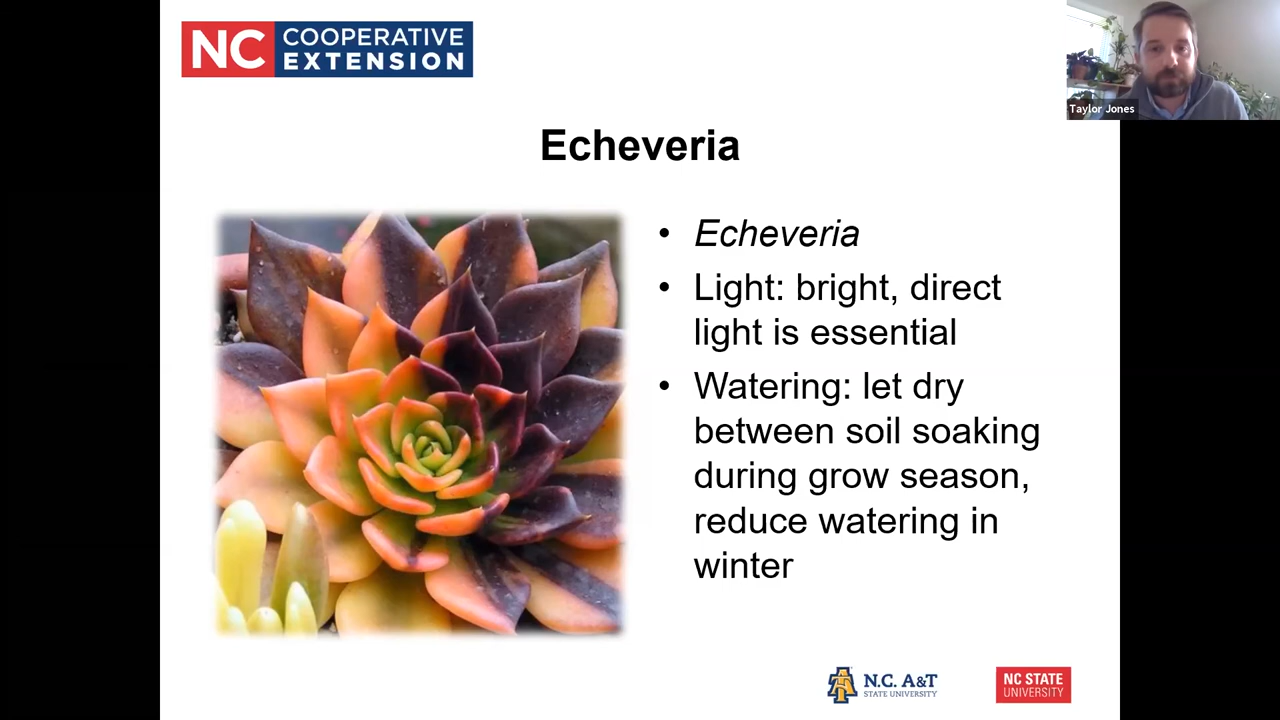 NC COOPERATIVE
EXTENSION
Taylor Jones
Echeveria
• Echeveria
• Light: bright, direct
light is essential
• Watering: let dry
between soil soaking
during grow season,
reduce watering in
winter
N.C. A&T
STATE UNIVERSITY
NC STATE
UNIVERSITY